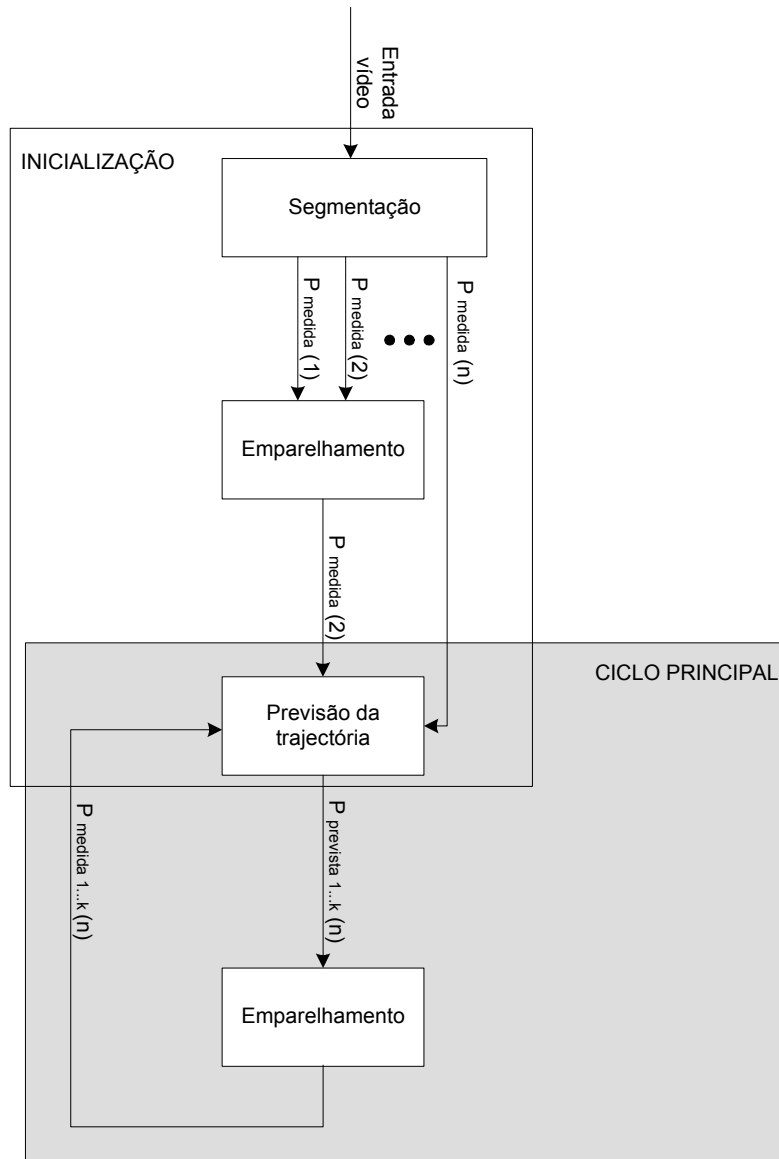 Entrada
vídeo
INICIALIZAÇÃO
Segmentação
P medida (1)
P medida (2)
P medida (n)
Emparelhamento
P medida (2)
CICLO PRINCIPAL
Previsão da
trajectória
P medida 1...k (n)
P prevista 1...k (n)
Emparelhamento